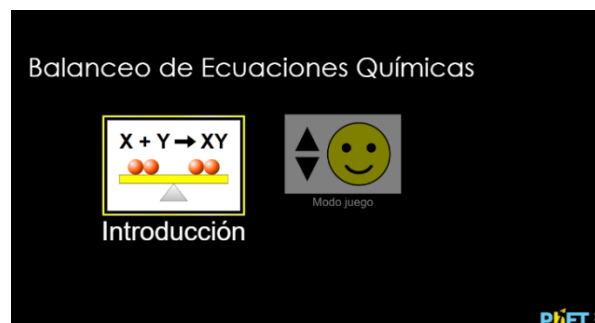 Balanceo de Ecuaciones Químicas
X + Y → XY
Introducción
Modo juego
PhET